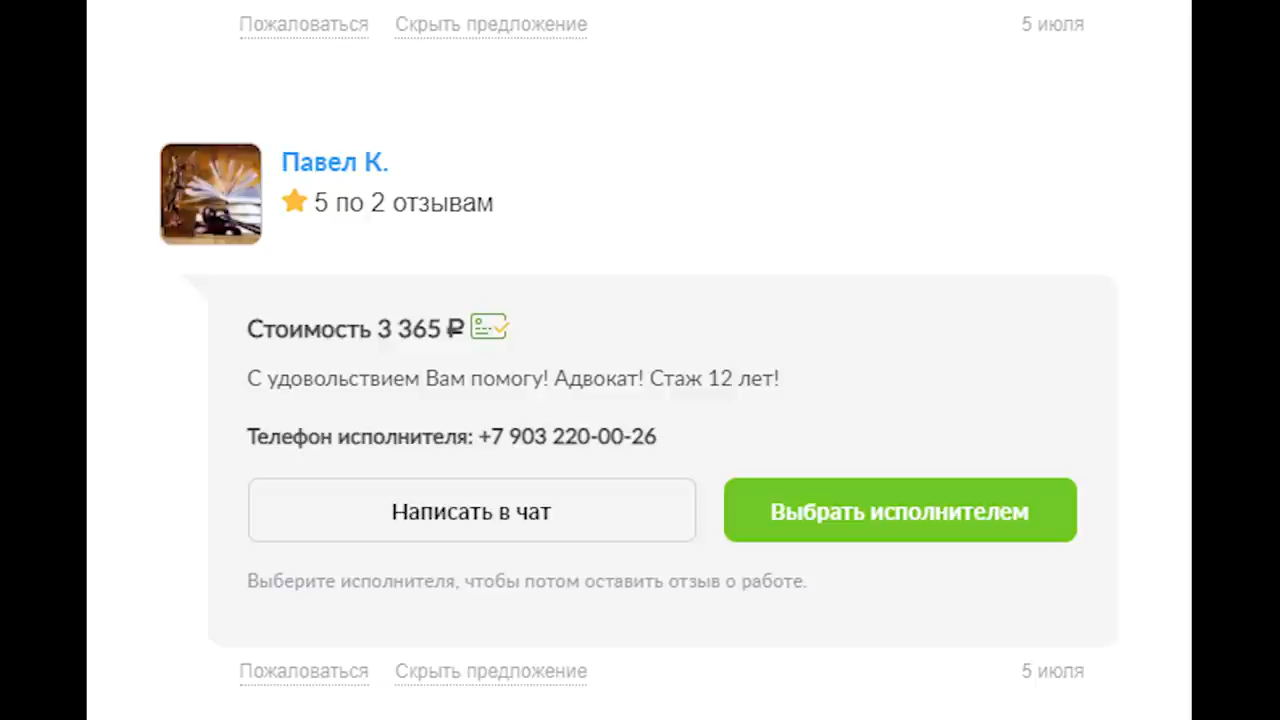 Пожаловаться Скрыть предложение 5 июля
Павел К.
5 по 2 отзывам
Стоимость 3 365 ₽
С удовольствием Вам помогу! Адвокат! Стаж 12 лет!
Телефон исполнителя: +7 903 220-00-26
Написать в чат Выбрать исполнителем
Выберите исполнителя, чтобы потом оставить отзыв о работе.
Пожаловаться Скрыть предложение 5 июля